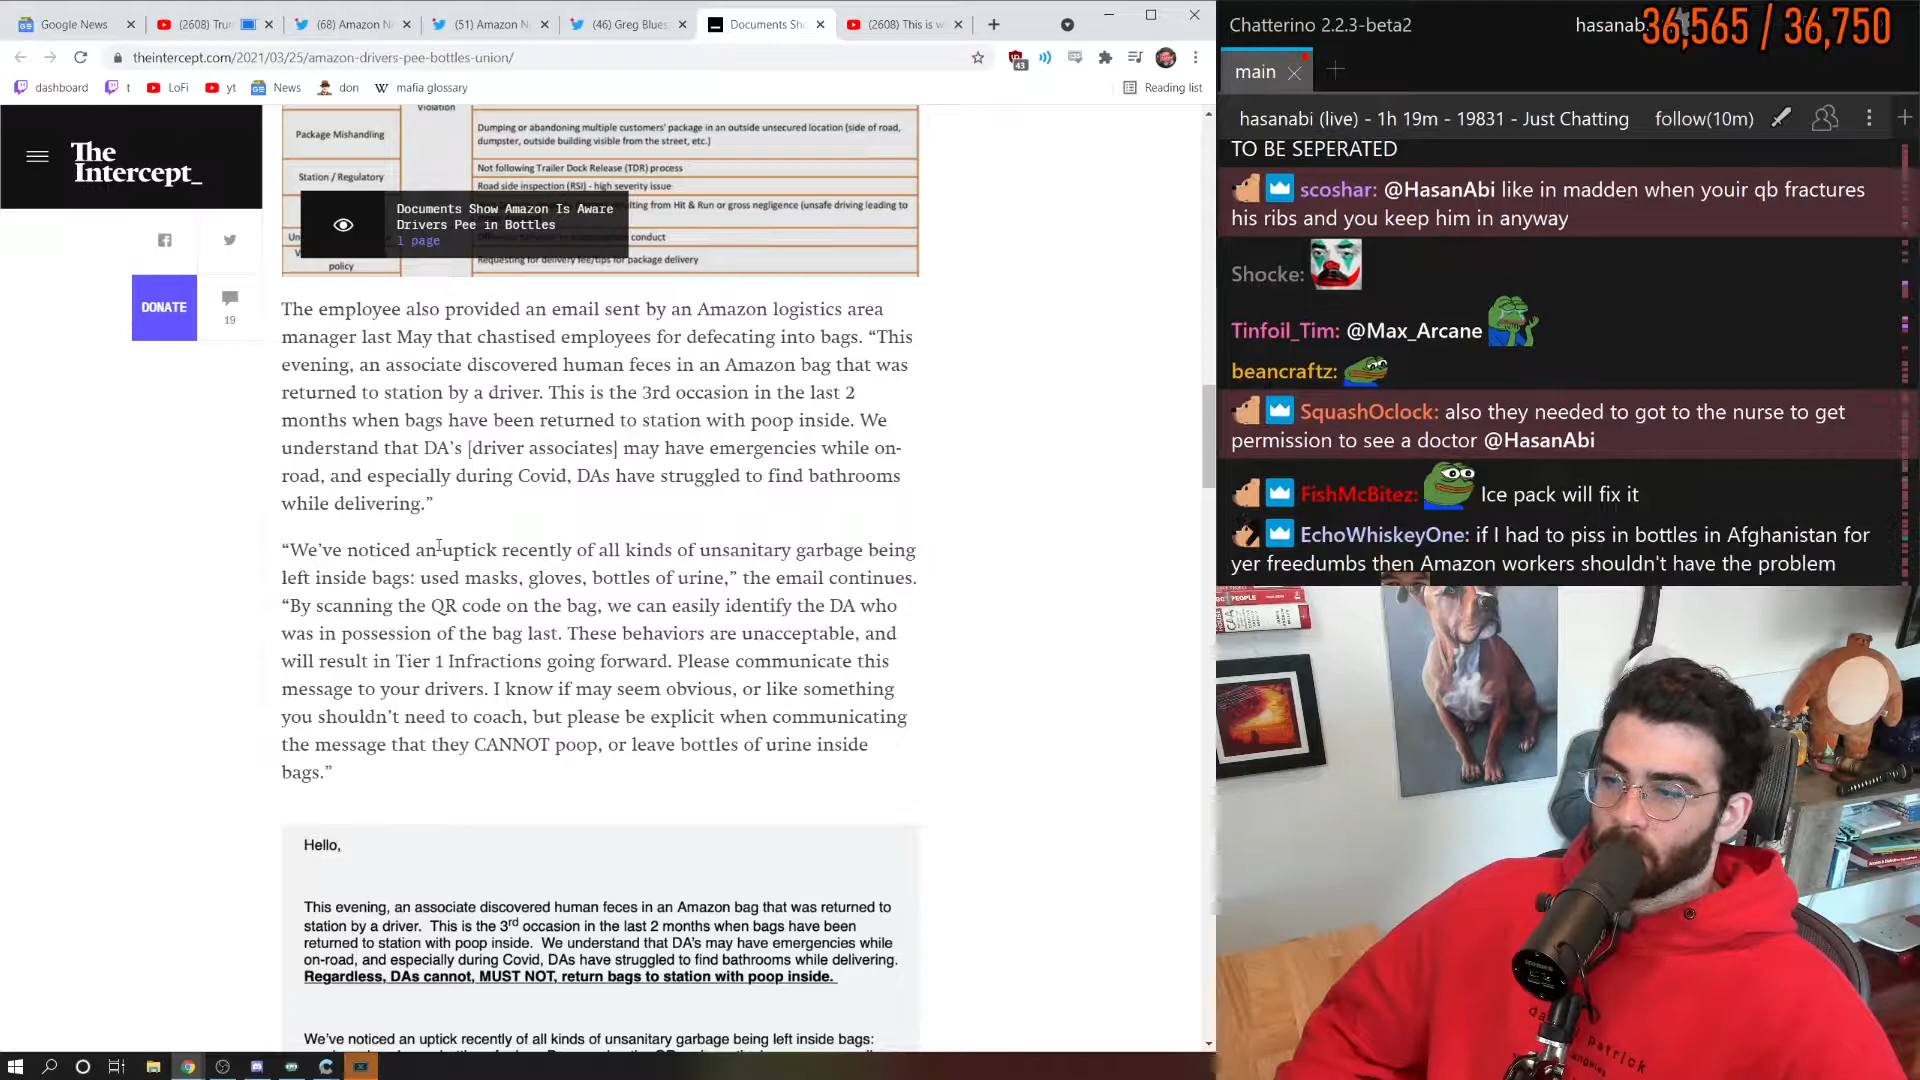 Google News
(2608) Trun
(68) Amazon N
(51) Amazon N
(46) Greg Blues
Documents Sho
(2608) This is w
theintercept.com/2021/03/25/amazon-drivers-pee-bottles-union/
43
dashboard
t
LoFi
yt
News
don
mafia glossary
Reading list
The
Intercept_
DONATE
19
Violation
Package Mishandling
Dumping or abandoning multiple customers' package in an outside unsecured location (side of road,
dumpster, outside building visible from the street, etc.)
Station / Regulatory
Not following Trailer Dock Release (TDR) process
Road side inspection (RSI) - high severity issue
ulting from Hit & Run or gross negligence (unsafe driving leading to
conduct
policy
Requesting for delivery fee/tips for package delivery
Documents Show Amazon Is Aware
Drivers Pee in Bottles
1 page
The employee also provided an email sent by an Amazon logistics area
manager last May that chastised employees for defecating into bags. “This
evening, an associate discovered human feces in an Amazon bag that was
returned to station by a driver. This is the 3rd occasion in the last 2
months when bags have been returned to station with poop inside. We
understand that DA’s [driver associates] may have emergencies while on-
road, and especially during Covid, DAs have struggled to find bathrooms
while delivering.”
“We’ve noticed an uptick recently of all kinds of unsanitary garbage being
left inside bags: used masks, gloves, bottles of urine,” the email continues.
“By scanning the QR code on the bag, we can easily identify the DA who
was in possession of the bag last. These behaviors are unacceptable, and
will result in Tier 1 Infractions going forward. Please communicate this
message to your drivers. I know if may seem obvious, or like something
you shouldn’t need to coach, but please be explicit when communicating
the message that they CANNOT poop, or leave bottles of urine inside
bags.”
Hello,
This evening, an associate discovered human feces in an Amazon bag that was returned to
station by a driver. This is the 3rd occasion in the last 2 months when bags have been
returned to station with poop inside. We understand that DA's may have emergencies while
on-road, and especially during Covid, DAs have struggled to find bathrooms while delivering.
Regardless, DAs cannot, MUST NOT, return bags to station with poop inside.
We've noticed an uptick recently of all kinds of unsanitary garbage being left inside bags:
Chatterino 2.2.3-beta2
hasanab
36,565 / 36,750
main
hasanabi (live) - 1h 19m - 19831 - Just Chatting
follow(10m)
TO BE SEPERATED
scoshar: @HasanAbi like in madden when youir qb fractures
his ribs and you keep him in anyway
Shocke:
Tinfoil_Tim: @Max_Arcane
beancraftz:
SquashOclock: also they needed to got to the nurse to get
permission to see a doctor @HasanAbi
FishMcBitez: Ice pack will fix it
EchoWhiskeyOne: if I had to piss in bottles in Afghanistan for
yer freedumbs then Amazon workers shouldn't have the problem